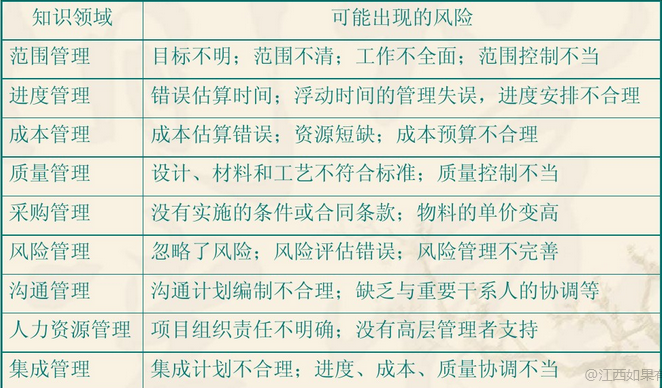 知识领域 可能出现的风险
范围管理 目标不明；范围不清；工作不全面；范围控制不当
进度管理 错误估算时间；浮动时间的管理失误，进度安排不合理
成本管理 成本估算错误；资源短缺；成本预算不合理
质量管理 设计、材料和工艺不符合标准；质量控制不当
采购管理 没有实施的条件或合同条款；物料的单价变高
风险管理 忽略了风险；风险评估错误；风险管理不完善
沟通管理 沟通计划编制不合理；缺乏与重要干系人的协调等
人力资源管理 项目组织责任不明确；没有高层管理者支持
集成管理 集成计划不合理；进度、成本、质量协调不当
@江西如果